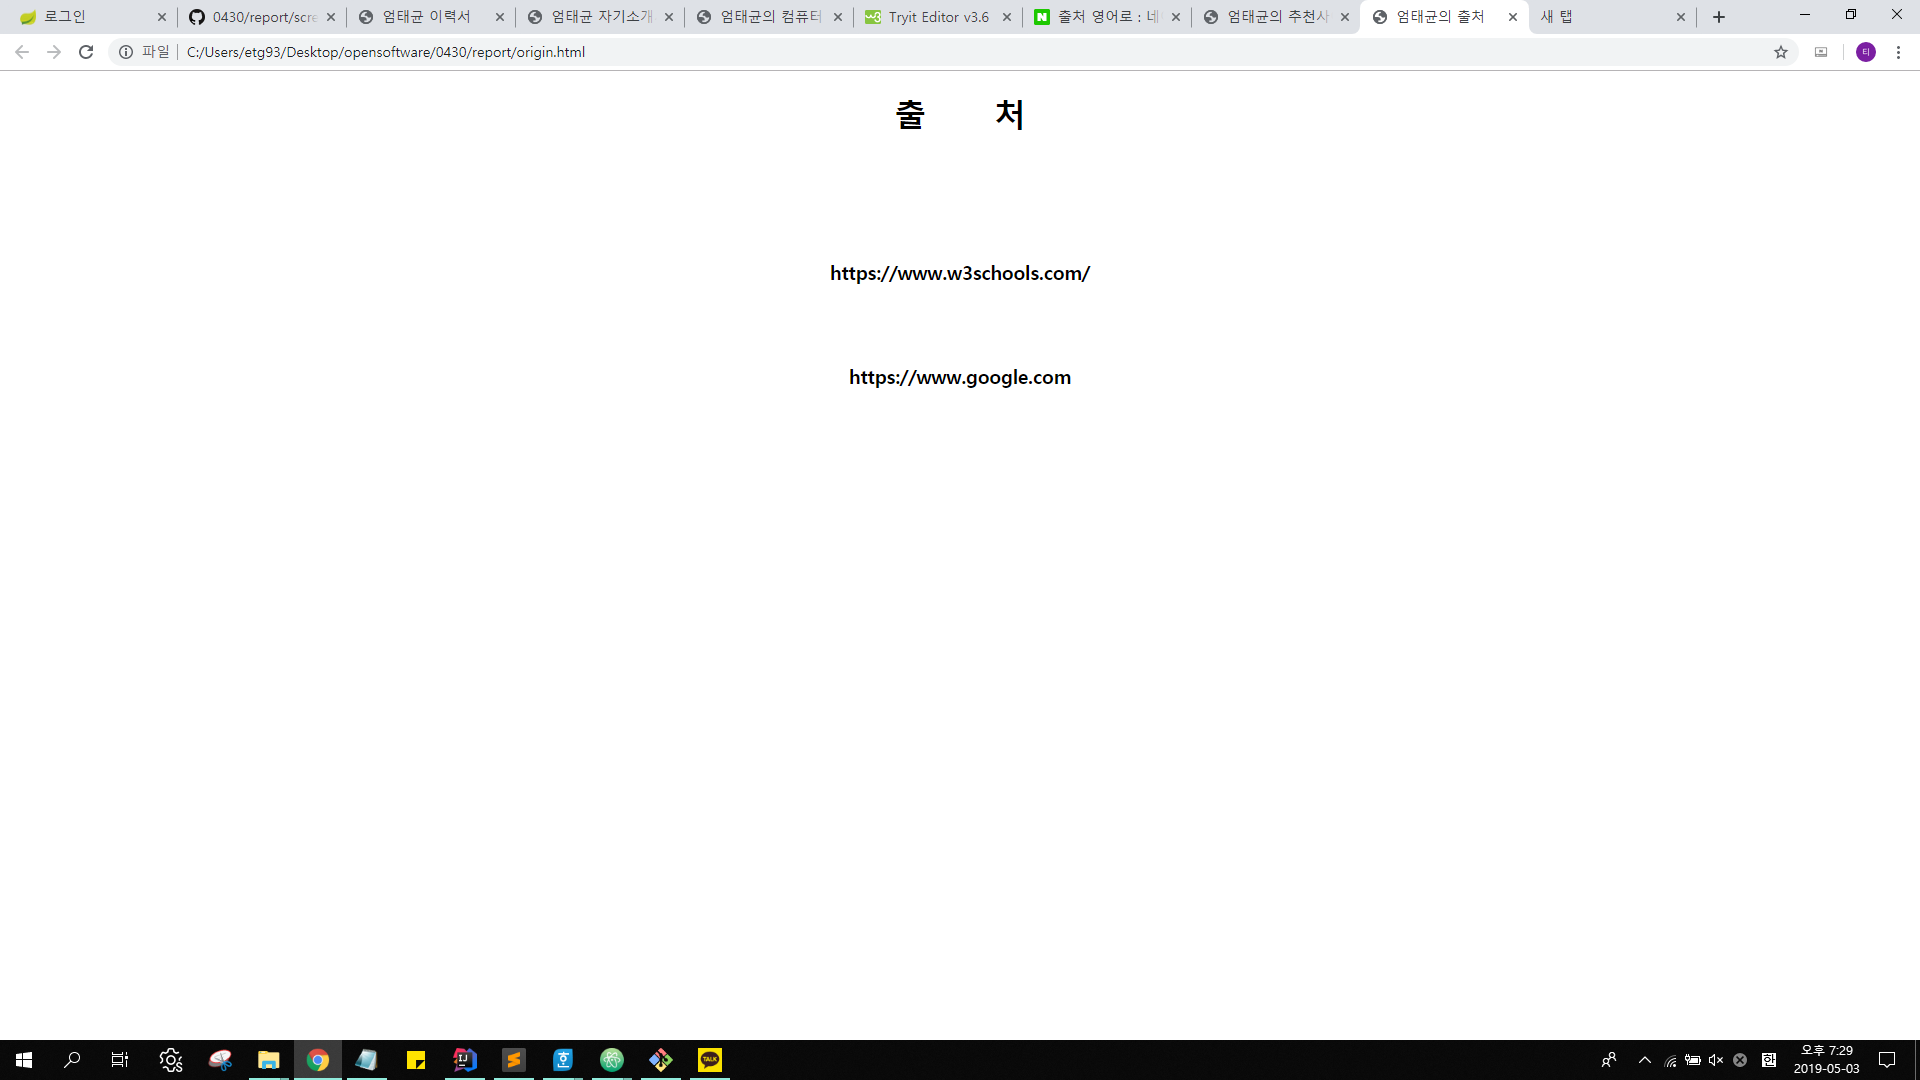 로그인
0430/report/scre
엄태균 이력서
엄태균 자기소개
엄태균의 컴퓨터
Tryit Editor v3.6
출처 영어로 : 네
엄태균의 추천사
엄태균의 출처
새 탭
파일
C:/Users/etg93/Desktop/opensoftware/0430/report/origin.html
티
출 처
https://www.w3schools.com/
https://www.google.com
TALK
한
오후 7:29
2019-05-03